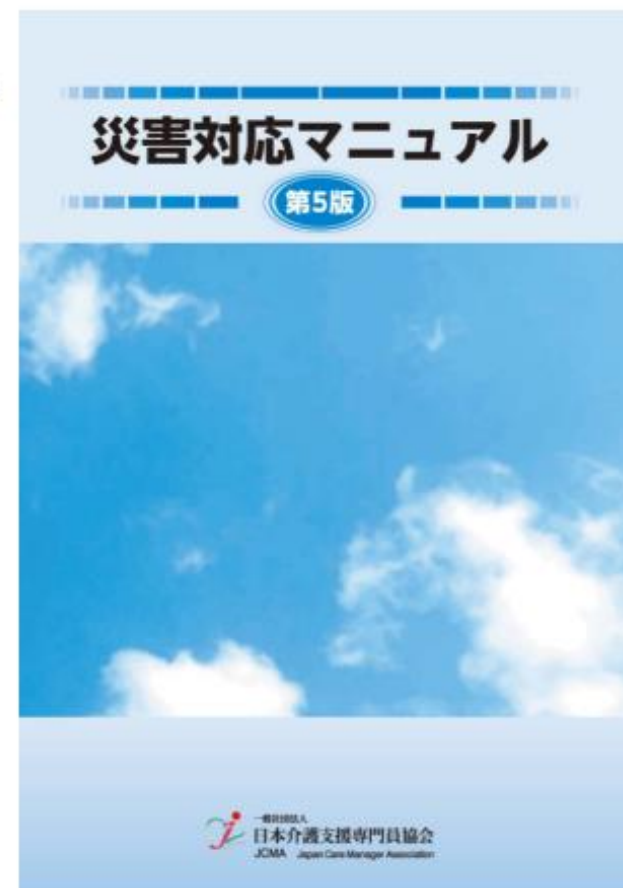 災害対応マニュアル
第5版
一般社団法人
日本介護支援専門員協会
JCMA Japan Care Manager Association